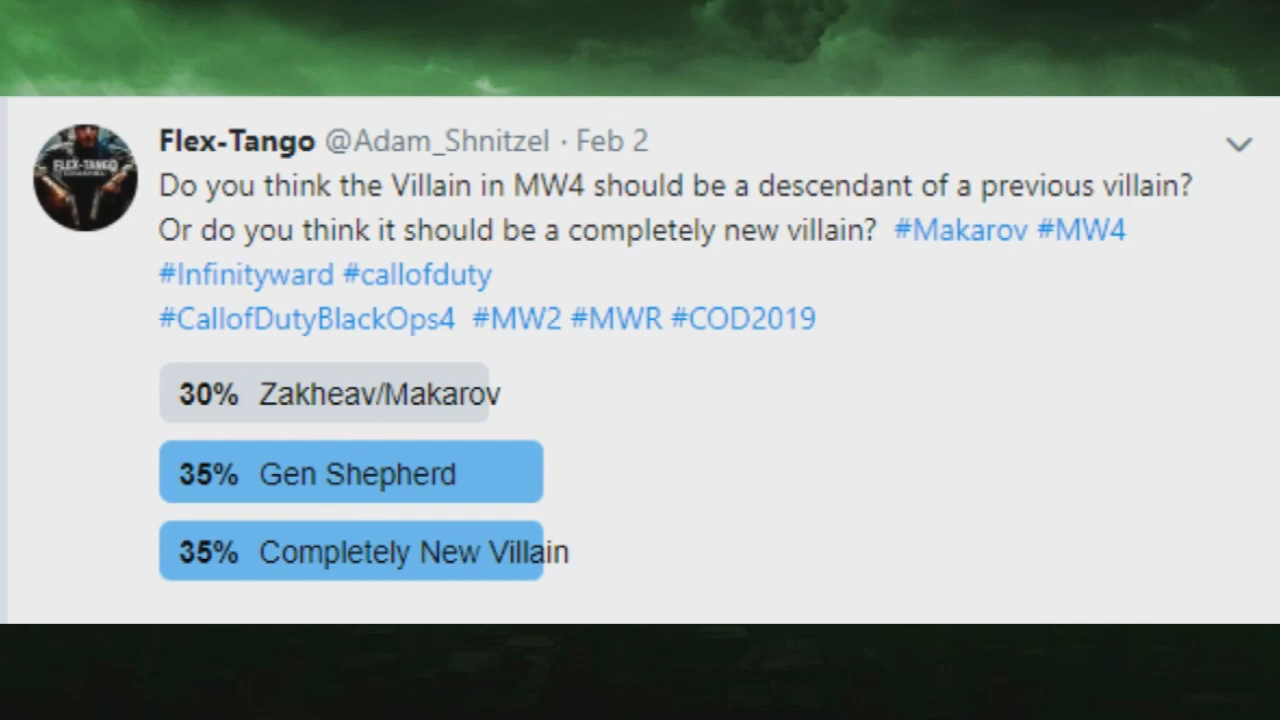 Flex-Tango @Adam_Shnitzel · Feb 2
Do you think the Villain in MW4 should be a descendant of a previous villain?
Or do you think it should be a completely new villain? #Makarov #MW4
#Infinityward #callofduty
#CallofDutyBlackOps4 #MW2 #MWR #COD2019
30% Zakheav/Makarov
35% Gen Shepherd
35% Completely New Villain
FLEX-TANGO